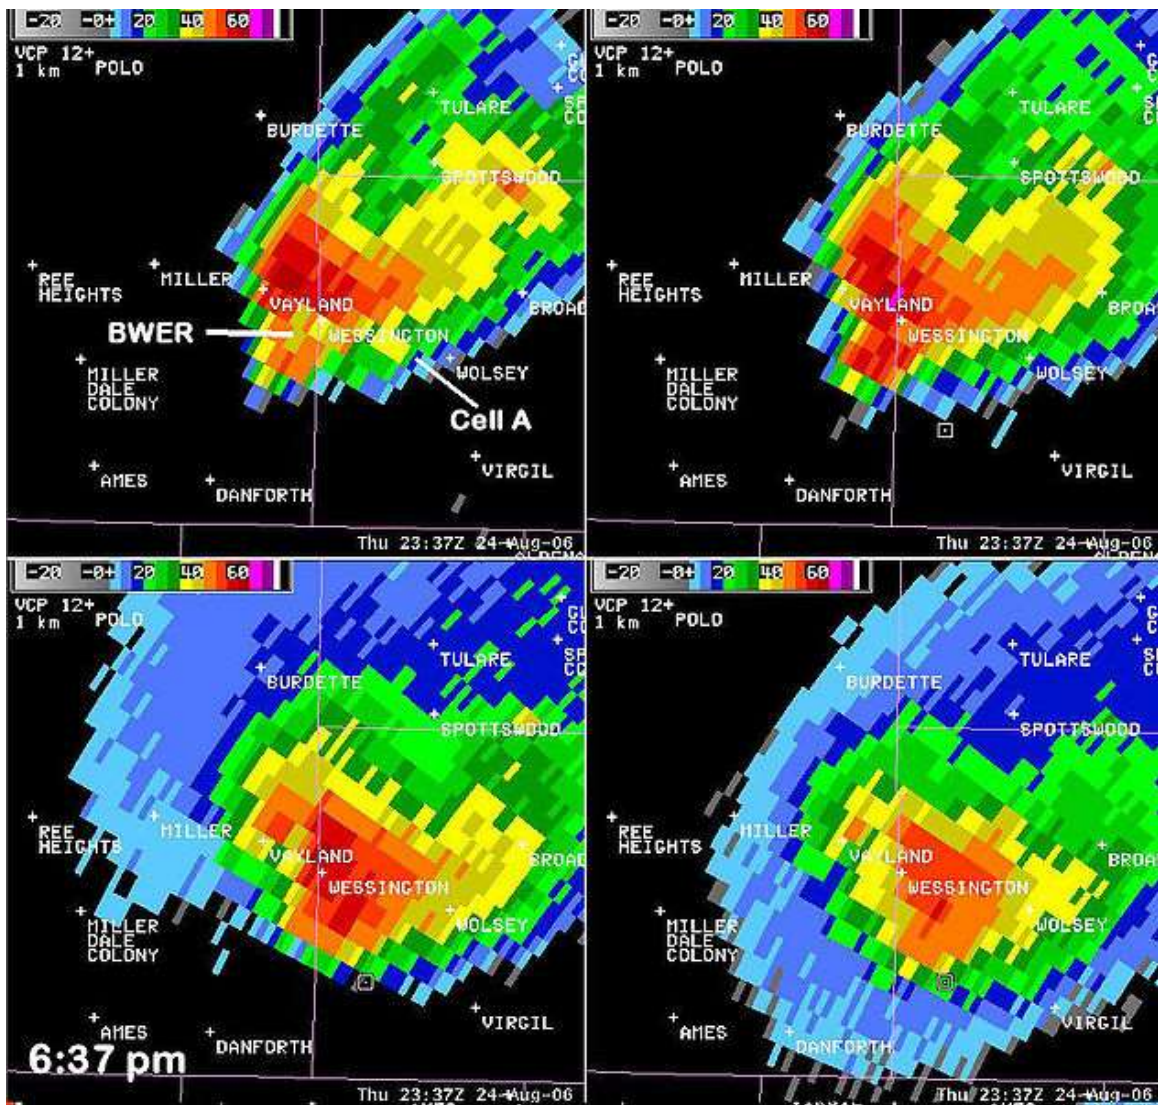 -20 -0+ 20 40 60
VCP 12+
1 km POLO
TULARE
BURDETTE
SPOTTSWOOD
REE
HEIGHTS
MILLER
VAYLAND
BROAD
BWER
WESSINGTON
MILLER
DALE
COLONY
WOLSEY
Cell A
AMES
DANFORTH
VIRGIL
Thu 23:37Z 24-Aug-06
-20 -0+ 20 40 60
VCP 12+
1 km POLO
TULARE
BURDETTE
SPOTTSWOOD
REE
HEIGHTS
MILLER
VAYLAND
BROA
WESSINGTON
MILLER
DALE
COLONY
WOLSEY
AMES
DANFORTH
VIRGIL
Thu 23:37Z 24-Aug-06
-20 -0+ 20 40 60
VCP 12+
1 km POLO
TULARE
BURDETTE
SPOTTSWOOD
REE
HEIGHTS
MILLER
VAYLAND
BROAD
WESSINGTON
MILLER
DALE
COLONY
WOLSEY
AMES
DANFORTH
VIRGIL
6:37 pm
Thu 23:37Z 24-Aug-06
-20 -0+ 20 40 60
VCP 12+
1 km POLO
TULARE
BURDETTE
SPOTTSWOOD
REE
HEIGHTS
MILLER
VAYLAND
BROA
WESSINGTON
MILLER
DALE
COLONY
WOLSEY
AMES
DANFORTH
VIRGIL
Thu 23:37Z 24-Aug-06